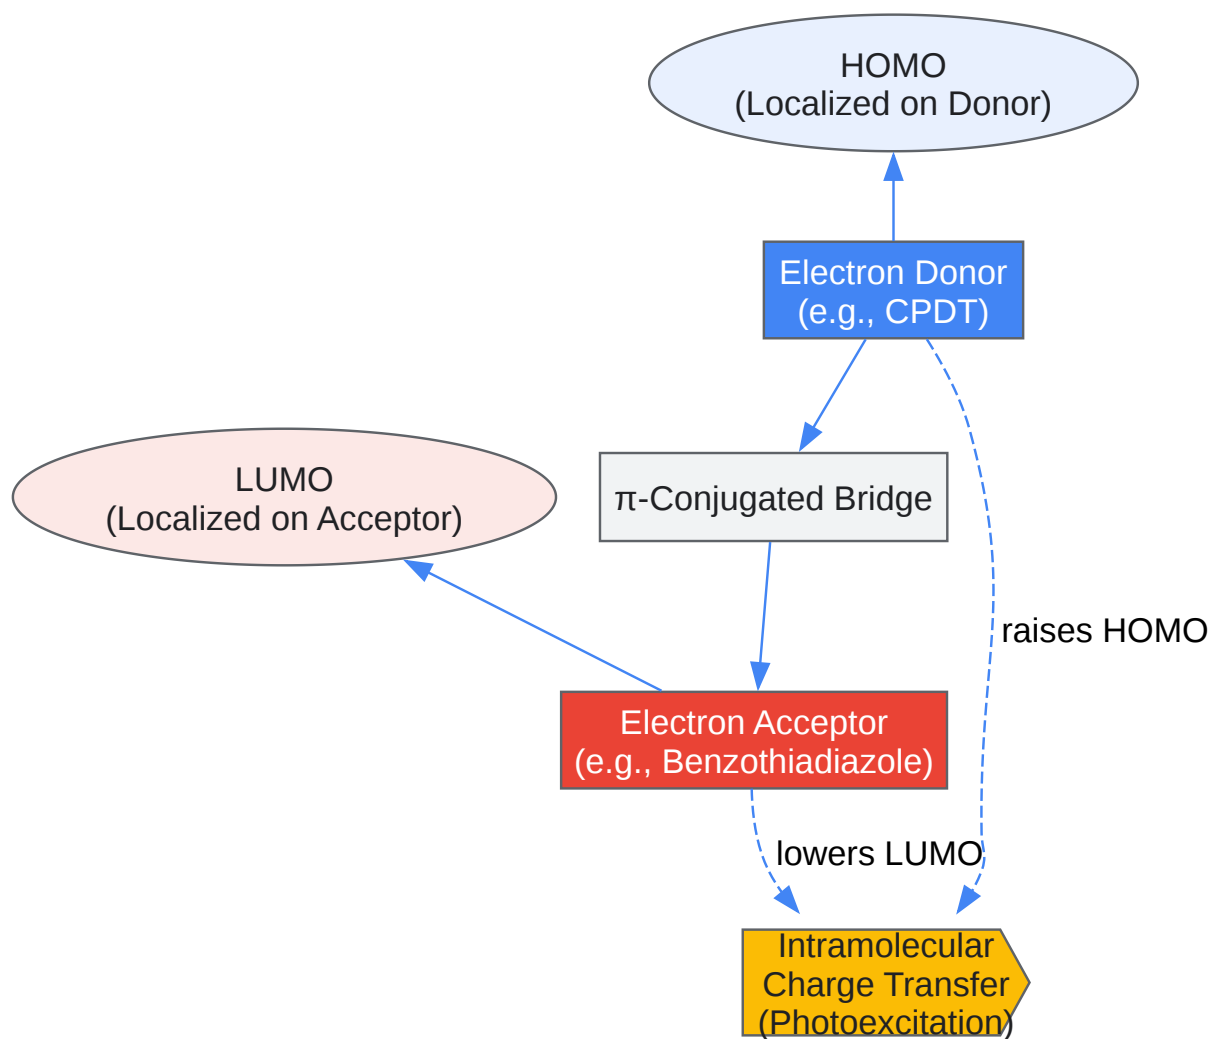 HOMO
(Localized on Donor)
Electron Donor
(e.g., CPDT)
LUMO
(Localized on Acceptor)
π-Conjugated Bridge
raises HOMO
Electron Acceptor
(e.g., Benzothiadiazole)
lowers LUMO
Intramolecular
Charge Transfer
(Photoexcitation)